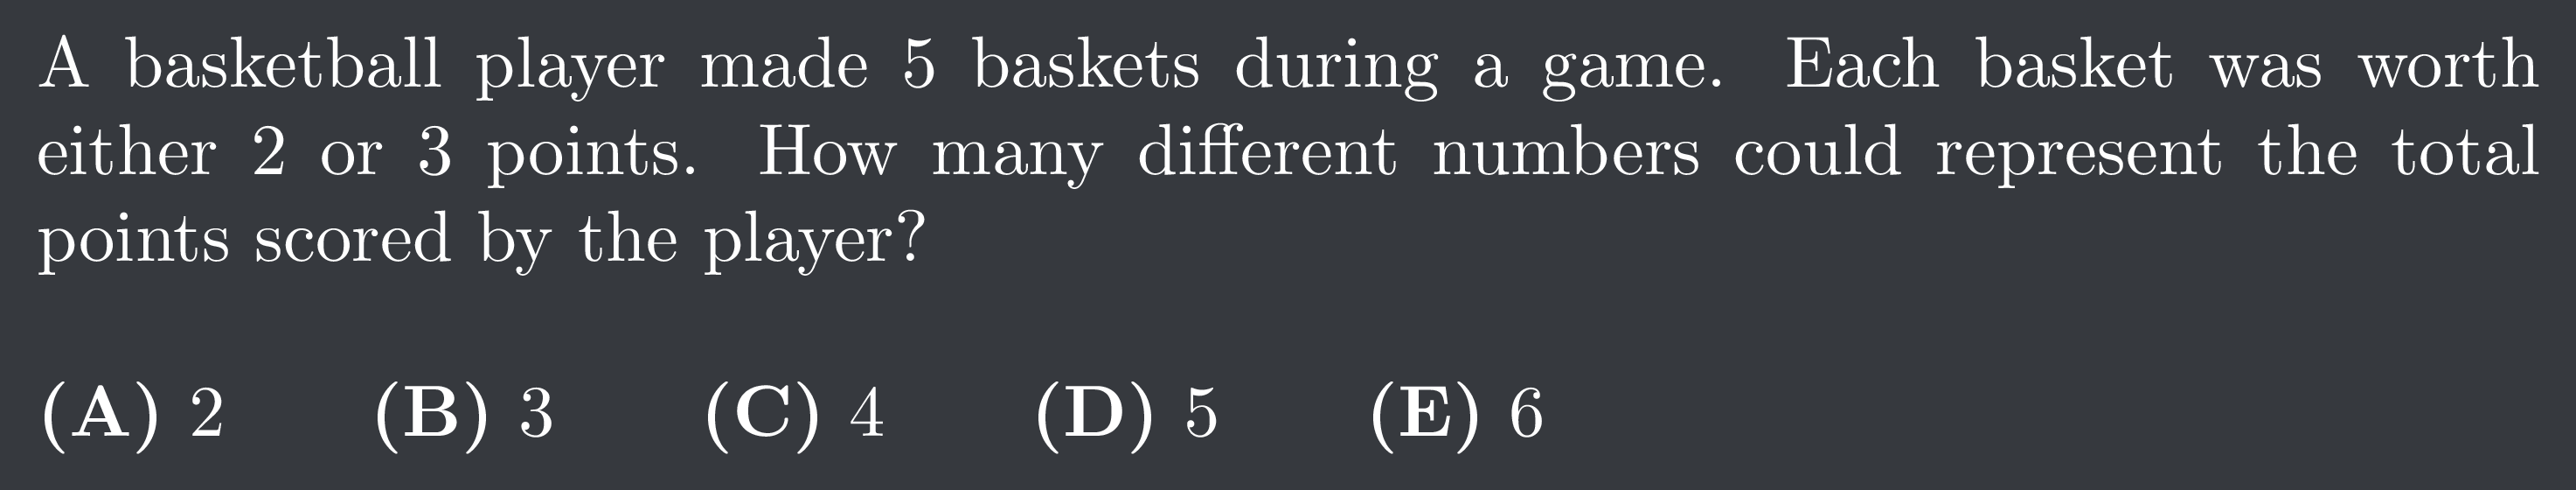 A basketball player made 5 baskets during a game. Each basket was worth
either 2 or 3 points. How many different numbers could represent the total
points scored by the player?
(A) 2 (B) 3 (C) 4 (D) 5 (E) 6